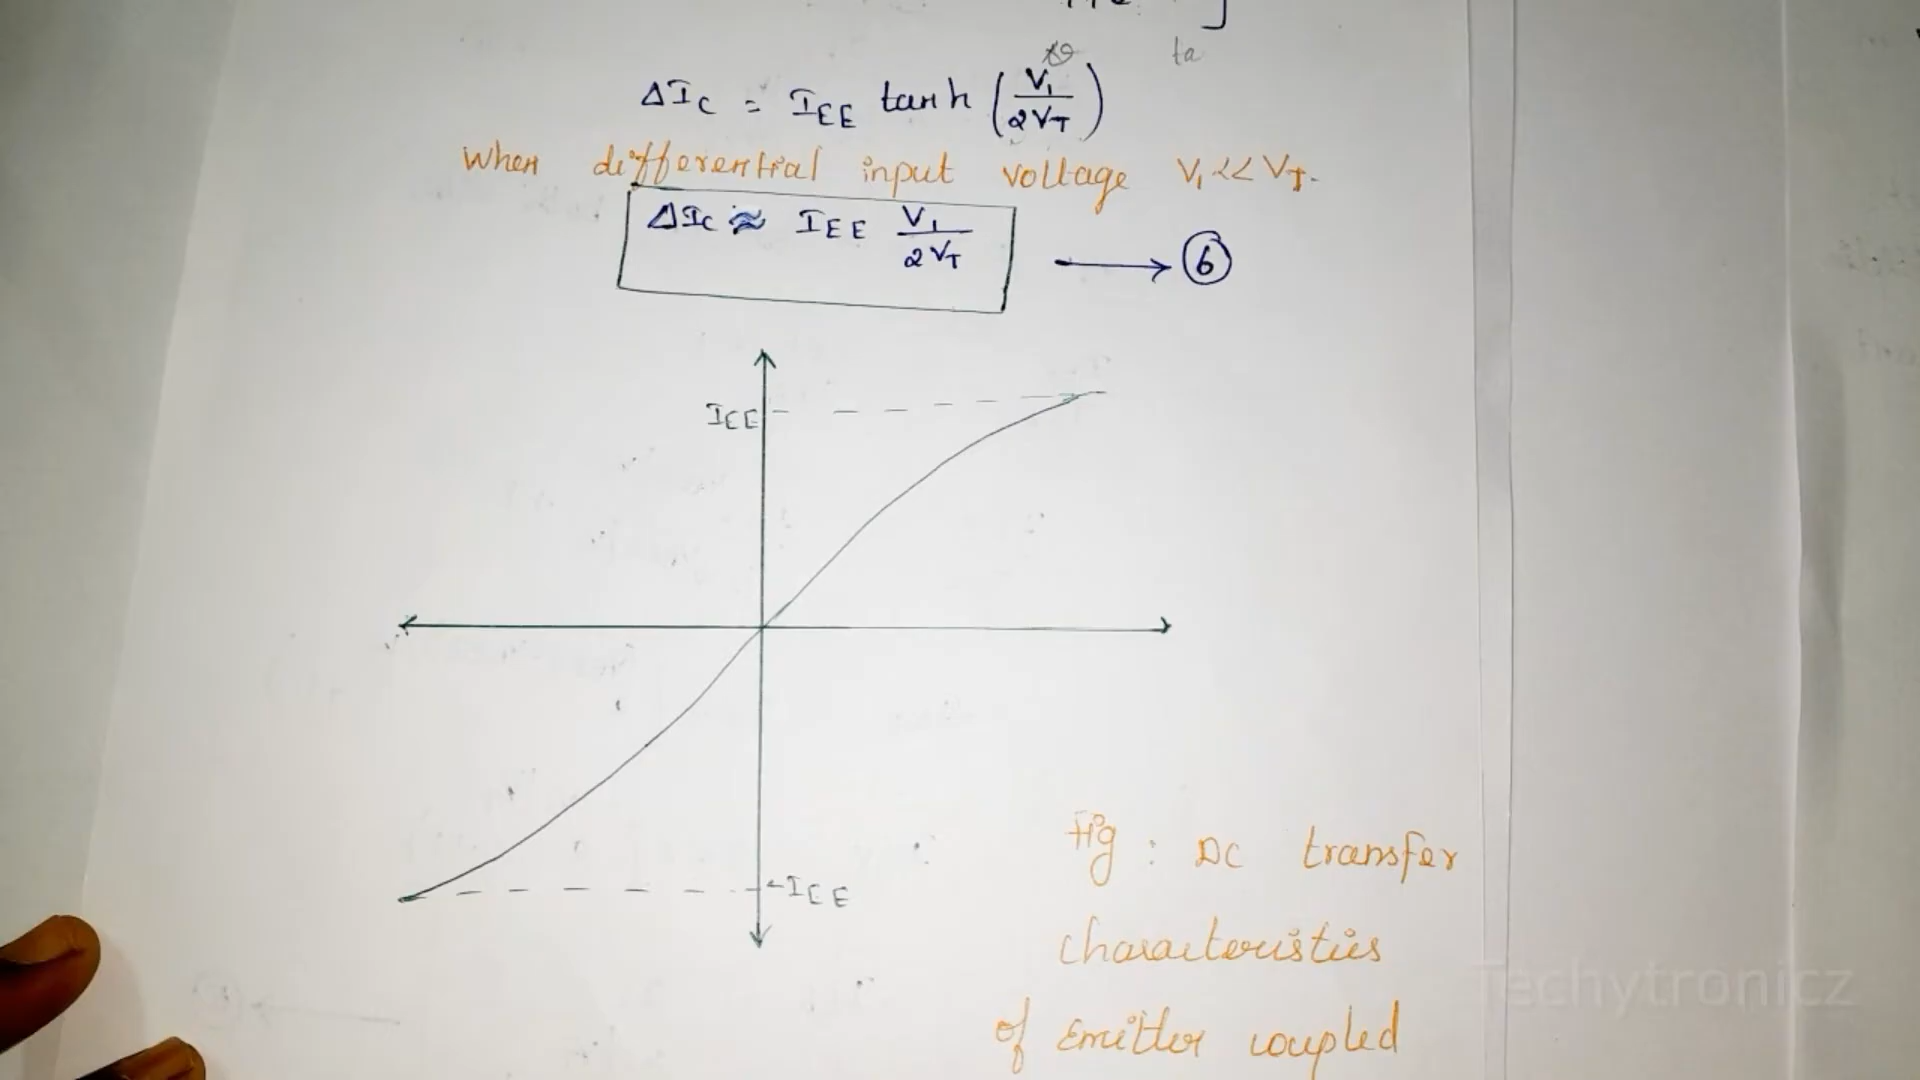 ΔIC = IEE tanh (V1/2VT)
When differential input voltage V1 << VT.
ΔIC ≈ IEE V1/2VT → 6
IEE
-IEE
Fig : DC transfer
characteristics
of Emitter coupled
Techytronicz